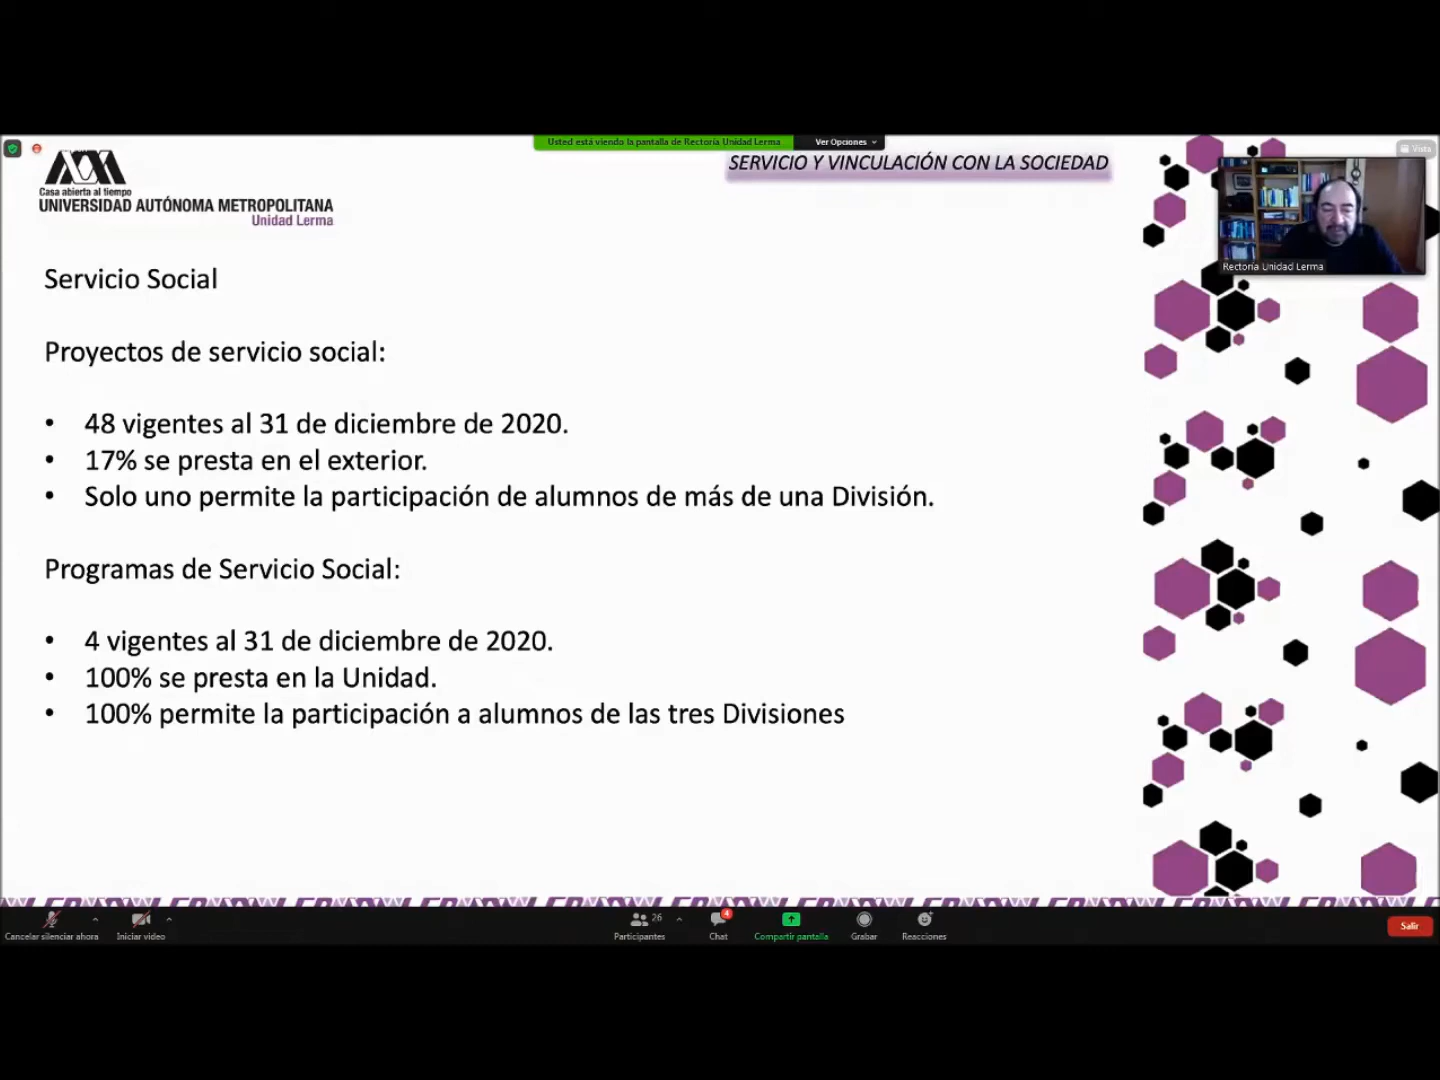 Usted está viendo la pantalla de Rectoría Unidad Lerma
Ver Opciones
Vista
SERVICIO Y VINCULACIÓN CON LA SOCIEDAD
Casa abierta al tiempo
UNIVERSIDAD AUTÓNOMA METROPOLITANA
Unidad Lerma
Rectoría Unidad Lerma
Servicio Social
Proyectos de servicio social:
• 48 vigentes al 31 de diciembre de 2020.
• 17% se presta en el exterior.
• Solo uno permite la participación de alumnos de más de una División.
Programas de Servicio Social:
• 4 vigentes al 31 de diciembre de 2020.
• 100% se presta en la Unidad.
• 100% permite la participación a alumnos de las tres Divisiones
Cancelar silenciar ahora
Iniciar video
26
Participantes
4
Chat
Compartir pantalla
Grabar
Reacciones
Salir